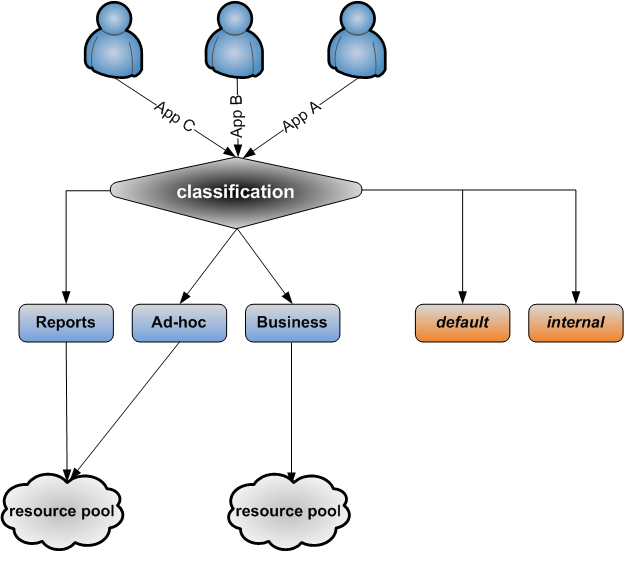 App C
App B
App A
classification
Reports
Ad-hoc
Business
default
internal
resource pool
resource pool